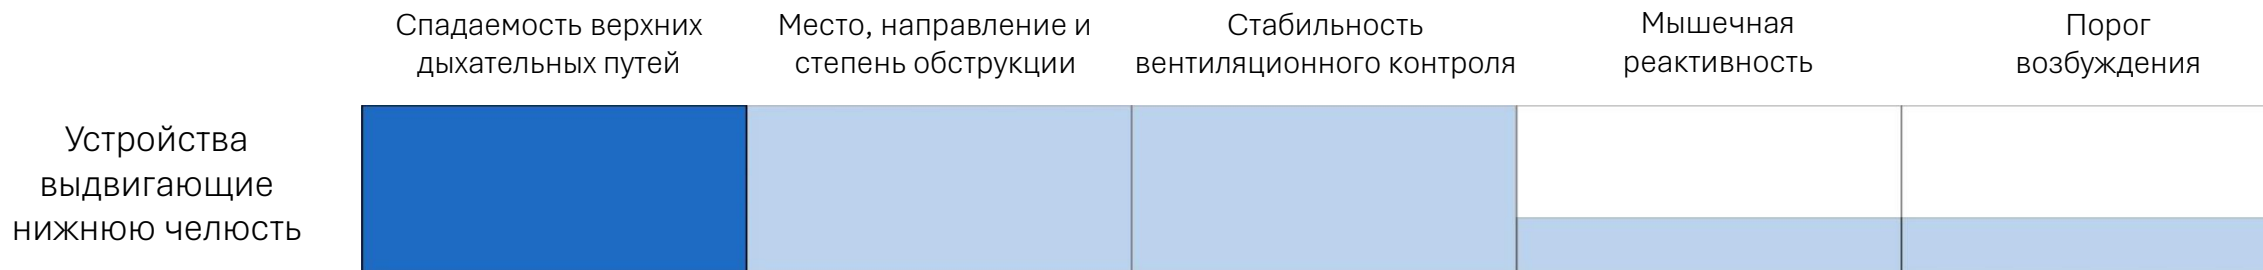 Спадаемость верхних
дыхательных путей
Место, направление и
степень обструкции
Стабильность
вентиляционного контроля
Мышечная
реактивность
Порог
возбуждения
Устройства
выдвигающие
нижнюю челюсть